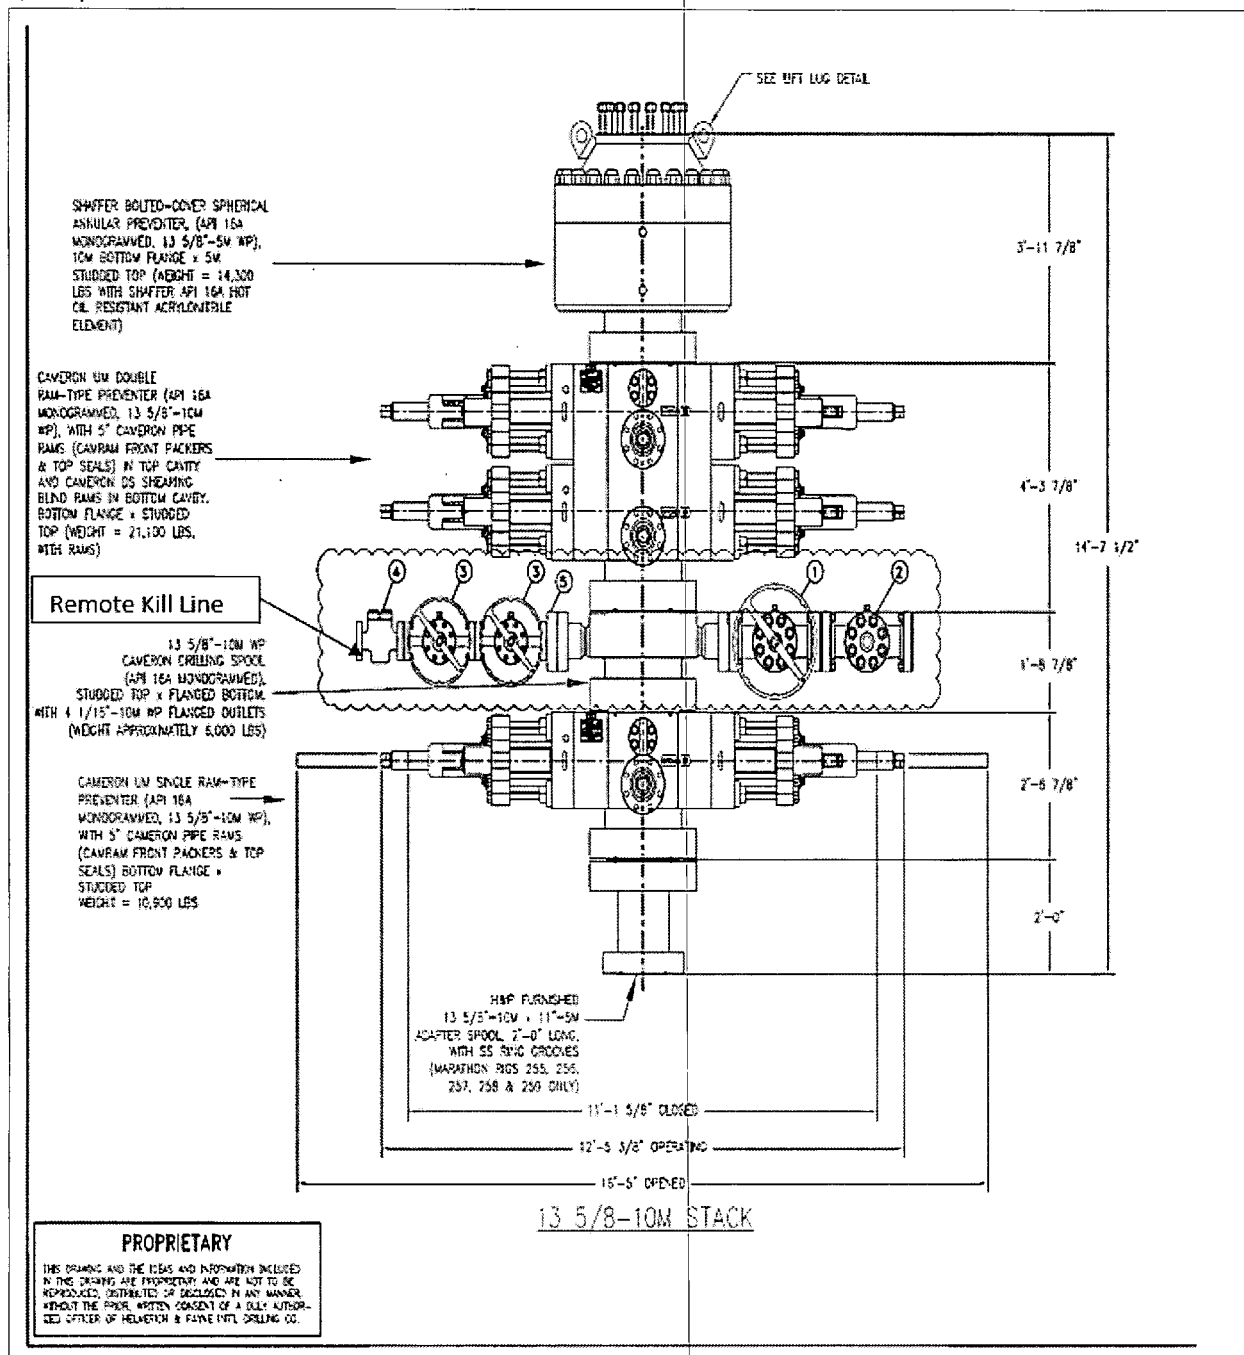 SEE LIFT LUG DETAIL
SHAFFER BOLTED-COVER SPHERICAL
ANNULAR PREVENTER, (API 16A
MONOGRAMMED, 13 5/8"-5M WP),
10M BOTTOM FLANGE x 5M
STUDDED TOP (WEIGHT = 14,300
LBS WITH SHAFFER API 16A HOT
OIL RESISTANT ACRYLONITRILE
ELEMENT)
3'-11 7/8"
CAMERON UM DOUBLE
RAM-TYPE PREVENTER (API 16A
MONOGRAMMED, 13 5/8"-10M
WP), WITH 5" CAMERON PIPE
RAMS (CAMRAM FRONT PACKERS
& TOP SEALS) IN TOP CAVITY
AND CAMERON DS SHEARING
BLIND RAMS IN BOTTOM CAVITY.
BOTTOM FLANGE x STUDDED
TOP (WEIGHT = 21,100 LBS.
WITH RAMS)
4'-3 7/8"
14'-7 1/2"
4
3
3
5
1
2
Remote Kill Line
13 5/8"-10M WP
CAMERON DRILLING SPOOL
(API 16A MONOGRAMMED),
STUDDED TOP x FLANGED BOTTOM,
WITH 4 1/16"-10M WP FLANGED OUTLETS
(WEIGHT APPROXIMATELY 6,000 LBS)
1'-8 7/8"
CAMERON UM SINGLE RAM-TYPE
PREVENTER (API 16A
MONOGRAMMED, 13 5/8"-10M WP),
WITH 5" CAMERON PIPE RAMS
(CAMRAM FRONT PACKERS & TOP
SEALS) BOTTOM FLANGE x
STUDDED TOP
WEIGHT = 10,900 LBS
2'-6 7/8"
2'-0"
H&P FURNISHED
13 5/8"-10M x 11"-5M
ADAPTER SPOOL, 2'-0" LONG,
WITH SS RING GROOVES
(MARATHON RIGS 255, 256,
257, 258 & 259 ONLY)
11'-1 5/8" CLOSED
12'-5 3/8" OPERATING
16'-5" OPENED
13 5/8-10M STACK
PROPRIETARY
THIS DRAWING AND THE IDEAS AND INFORMATION INCLUDED
IN THIS DRAWING ARE PROPRIETARY AND ARE NOT TO BE
REPRODUCED, DISTRIBUTED OR DISCLOSED IN ANY MANNER
WITHOUT THE PRIOR, WRITTEN CONSENT OF A DULY AUTHOR-
IZED OFFICER OF HELMERICH & PAYNE INT'L DRILLING CO.